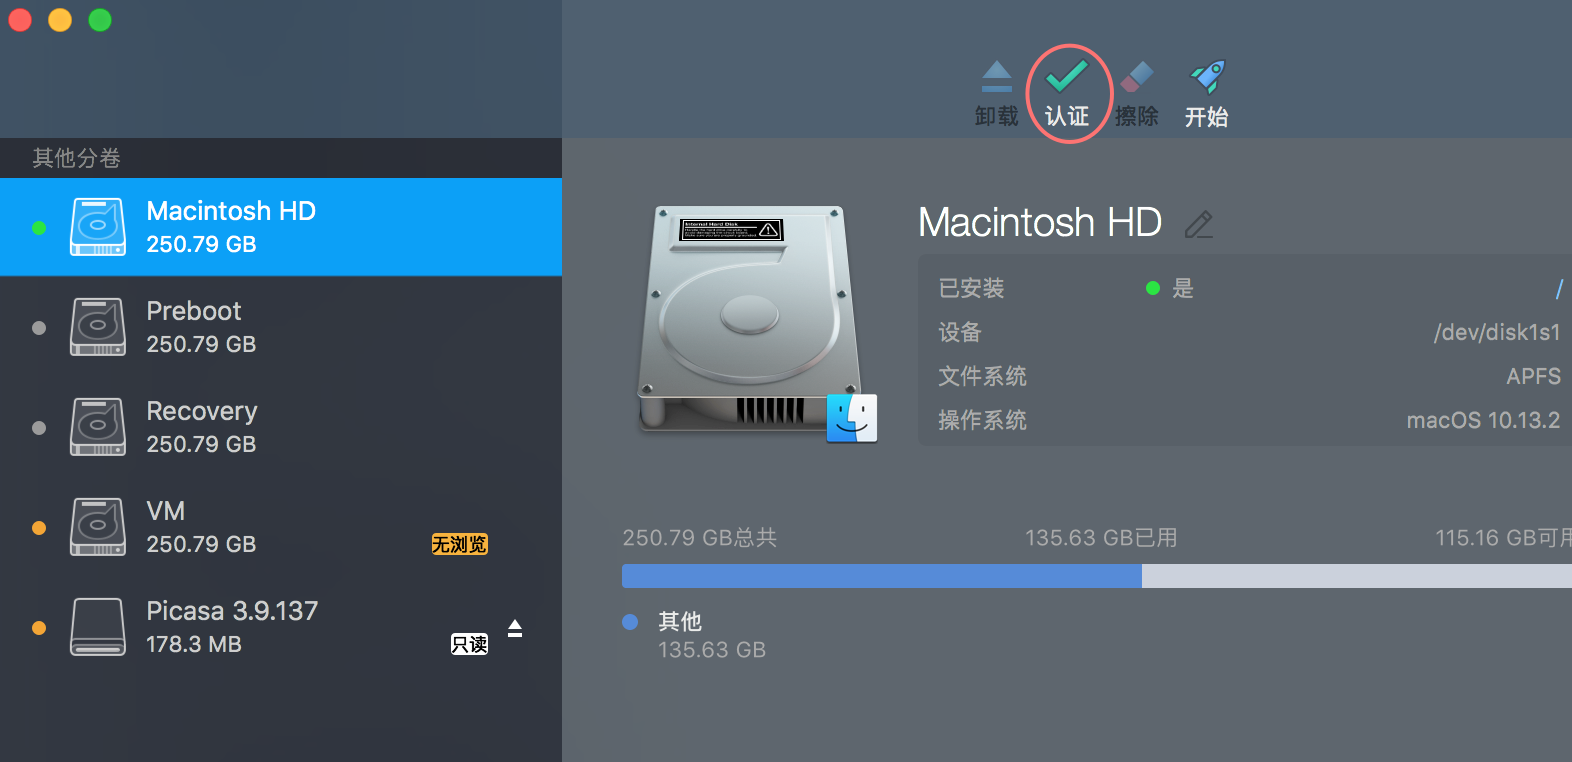 卸载 认证 擦除 开始
其他分卷
Macintosh HD
250.79 GB
Preboot
250.79 GB
Recovery
250.79 GB
VM
250.79 GB 无浏览
Picasa 3.9.137
178.3 MB 只读
Internal Hard Disk
Macintosh HD
已安装 是 /
设备 /dev/disk1s1
文件系统 APFS
操作系统 macOS 10.13.2
250.79 GB总共 135.63 GB已用 115.16 GB可用
其他
135.63 GB